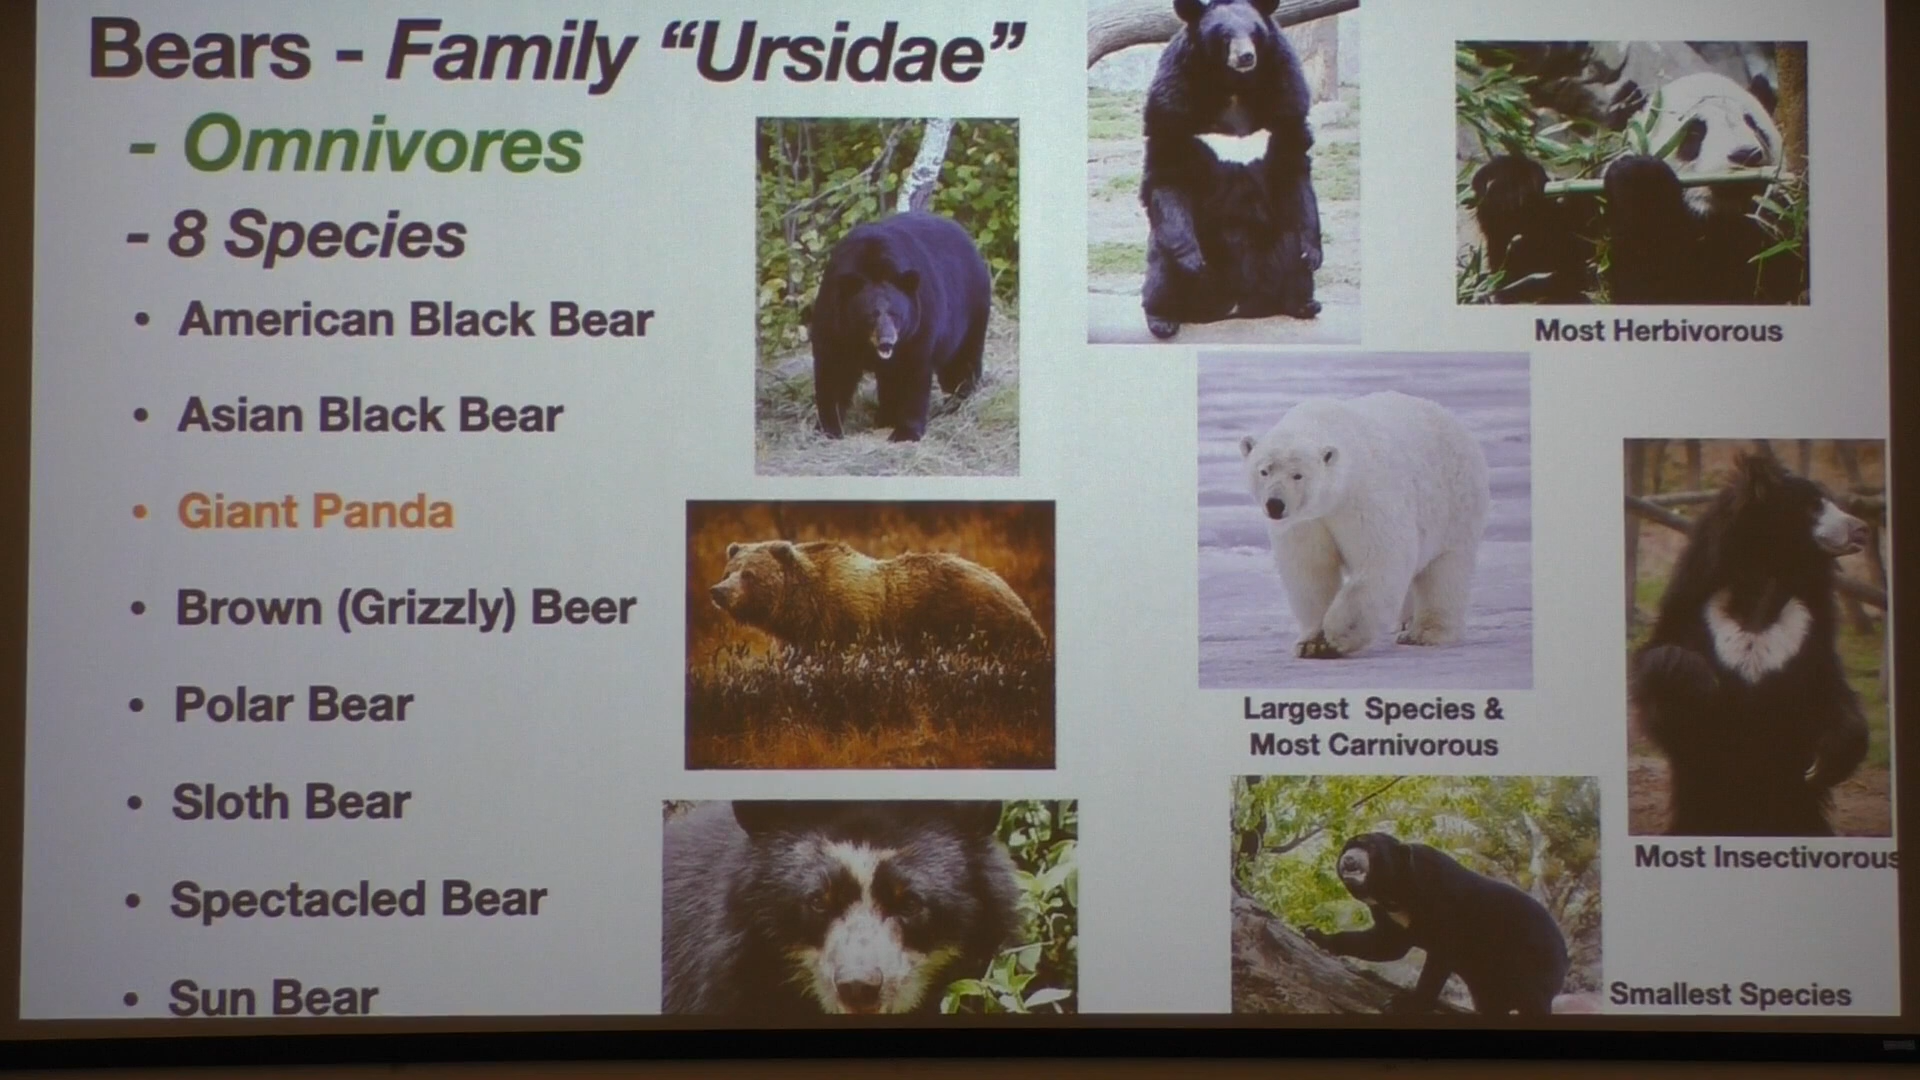 Bears - Family “Ursidae”
- Omnivores
- 8 Species
• American Black Bear
• Asian Black Bear
• Giant Panda
• Brown (Grizzly) Beer
• Polar Bear
• Sloth Bear
• Spectacled Bear
• Sun Bear
Most Herbivorous
Largest Species &
Most Carnivorous
Most Insectivorous
Smallest Species